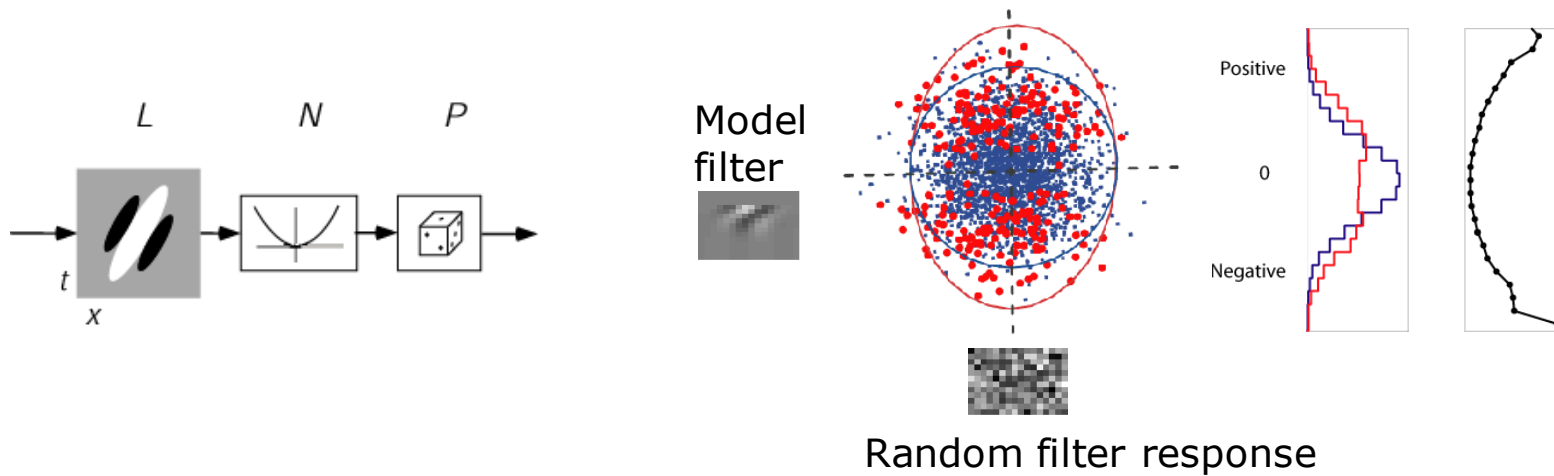 L N P
t
x
Model
filter
Random filter response
Positive
0
Negative